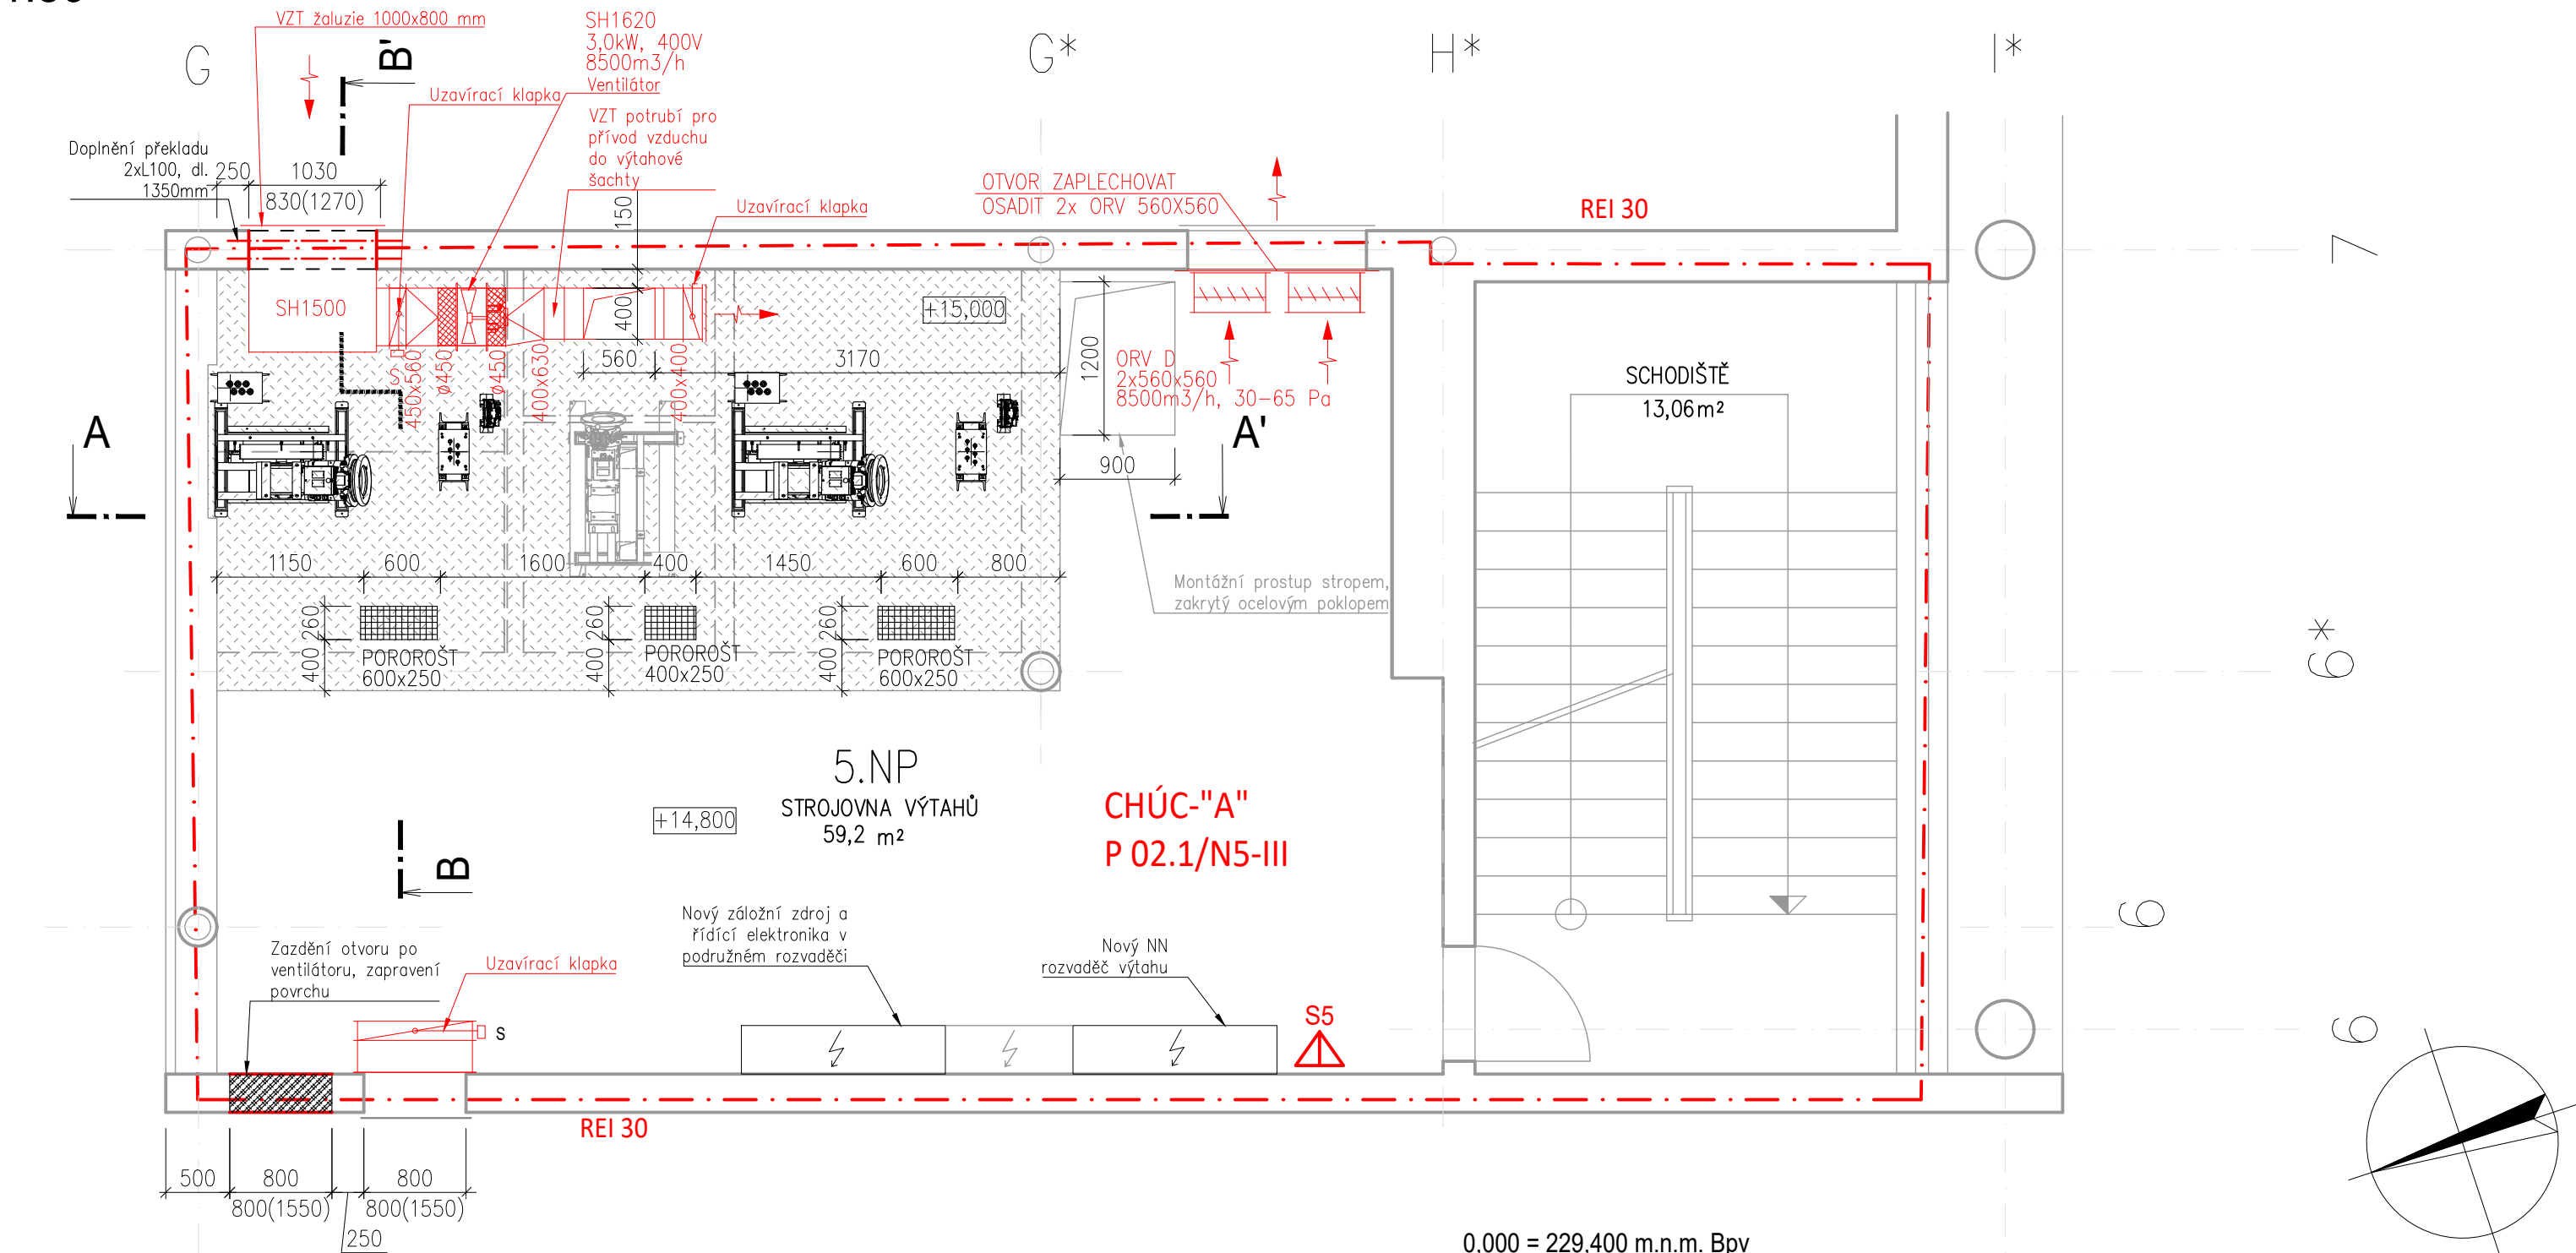 G
VZT žaluzie 1000x800 mm
B'
SH1620
3,0kW, 400V
8500m3/h
Ventilátor
G*
H*
I*
Uzavírací klapka
VZT potrubí pro
přívod vzduchu
do výtahové
šachty
Doplnění překladu
2xL100, dl.
1350mm
250
1030
830(1270)
150
Uzavírací klapka
OTVOR ZAPLECHOVAT
OSADIT 2x ORV 560X560
REI 30
7
SH1500
400
+15,000
560
3170
1200
S
450x560
ø450
ø450
400x630
400x400
ORV D
2x560x560
8500m3/h, 30-65 Pa
SCHODIŠTĚ
13,06m²
A
A'
900
1150
600
1600
400
1450
600
800
Montážní prostup stropem,
zakrytý ocelovým poklopem
260
400
260
400
260
400
POROROŠT
600x250
POROROŠT
400x250
POROROŠT
600x250
6*
5.NP
STROJOVNA VÝTAHŮ
59,2 m²
+14,800
CHÚC-"A"
P 02.1/N5-III
B
6
Nový záložní zdroj a
řídící elektronika v
podružném rozvaděči
Nový NN
rozvaděč výtahu
Zazdění otvoru po
ventilátoru, zapravení
povrchu
Uzavírací klapka
S
S5
6
REI 30
500
800
800(1550)
250
800
800(1550)
0,000 = 229,400 m.n.m. Bpv